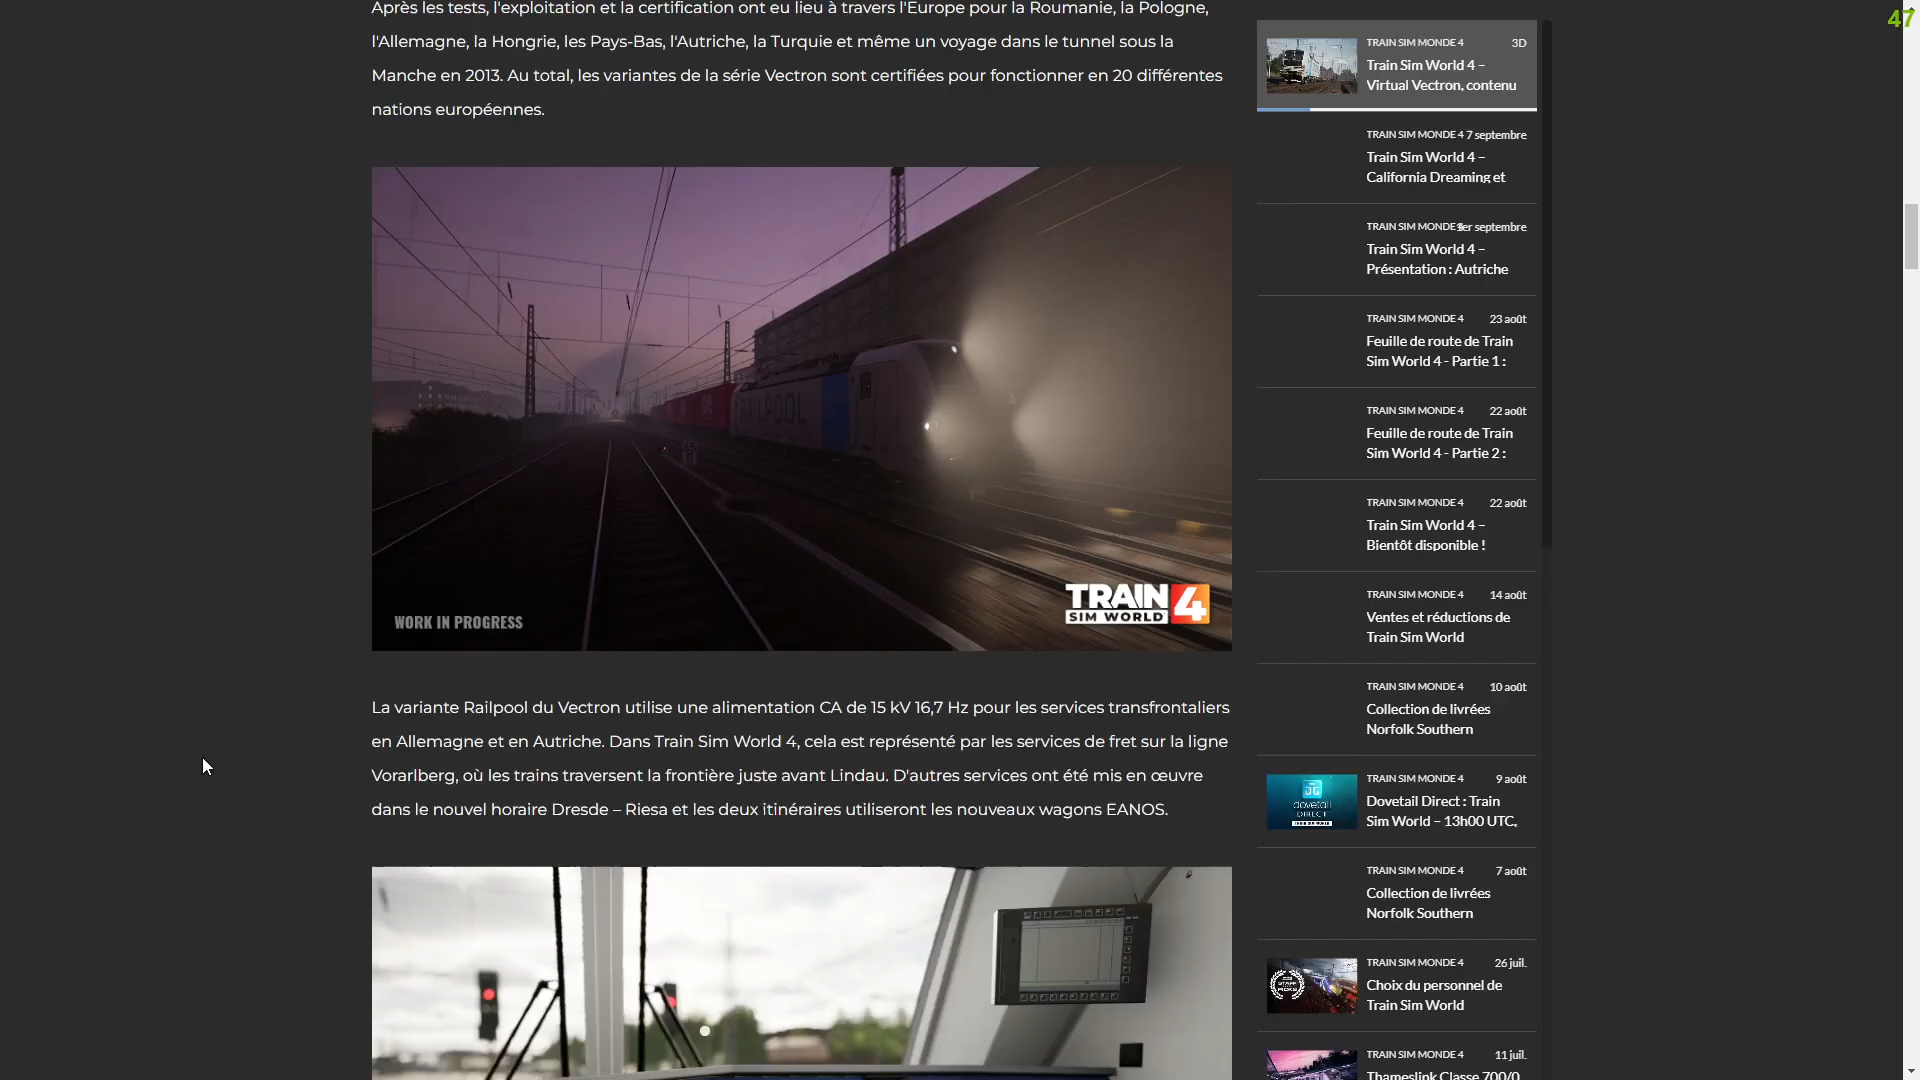 Après les tests, l'exploitation et la certification ont eu lieu à travers l'Europe pour la Roumanie, la Pologne,
l'Allemagne, la Hongrie, les Pays-Bas, l'Autriche, la Turquie et même un voyage dans le tunnel sous la
Manche en 2013. Au total, les variantes de la série Vectron sont certifiées pour fonctionner en 20 différentes
nations européennes.
RAILPOOL
WORK IN PROGRESS
TRAIN 4
SIM WORLD
La variante Railpool du Vectron utilise une alimentation CA de 15 kV 16,7 Hz pour les services transfrontaliers
en Allemagne et en Autriche. Dans Train Sim World 4, cela est représenté par les services de fret sur la ligne
Vorarlberg, où les trains traversent la frontière juste avant Lindau. D'autres services ont été mis en œuvre
dans le nouvel horaire Dresde – Riesa et les deux itinéraires utiliseront les nouveaux wagons EANOS.
47
TRAIN SIM MONDE 4 3D
Train Sim World 4 –
Virtual Vectron, contenu
TRAIN SIM MONDE 4 7 septembre
Train Sim World 4 –
California Dreaming et
TRAIN SIM MONDE 1er septembre
Train Sim World 4 –
Présentation : Autriche
TRAIN SIM MONDE 4 23 août
Feuille de route de Train
Sim World 4 - Partie 1 :
TRAIN SIM MONDE 4 22 août
Feuille de route de Train
Sim World 4 - Partie 2 :
TRAIN SIM MONDE 4 22 août
Train Sim World 4 –
Bientôt disponible !
TRAIN SIM MONDE 4 14 août
Ventes et réductions de
Train Sim World
TRAIN SIM MONDE 4 10 août
Collection de livrées
Norfolk Southern
TRAIN SIM MONDE 4 9 août
Dovetail Direct : Train
Sim World – 13h00 UTC,
dovetail
DIRECT
TRAIN SIM MONDE 4 7 août
Collection de livrées
Norfolk Southern
TRAIN SIM MONDE 4 26 juil.
Choix du personnel de
Train Sim World
STAFF
PICKS
TRAIN SIM MONDE 4 11 juil.
Thameslink Classe 700/0